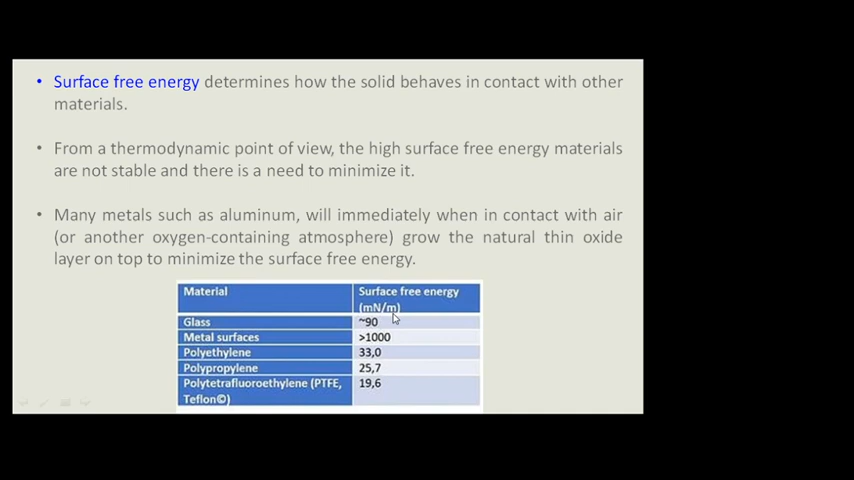 • Surface free energy determines how the solid behaves in contact with other
materials.
• From a thermodynamic point of view, the high surface free energy materials
are not stable and there is a need to minimize it.
• Many metals such as aluminum, will immediately when in contact with air
(or another oxygen-containing atmosphere) grow the natural thin oxide
layer on top to minimize the surface free energy.
Material Surface free energy
(mN/m)
Glass ~90
Metal surfaces >1000
Polyethylene 33,0
Polypropylene 25,7
Polytetrafluoroethylene (PTFE, 19,6
Teflon©)